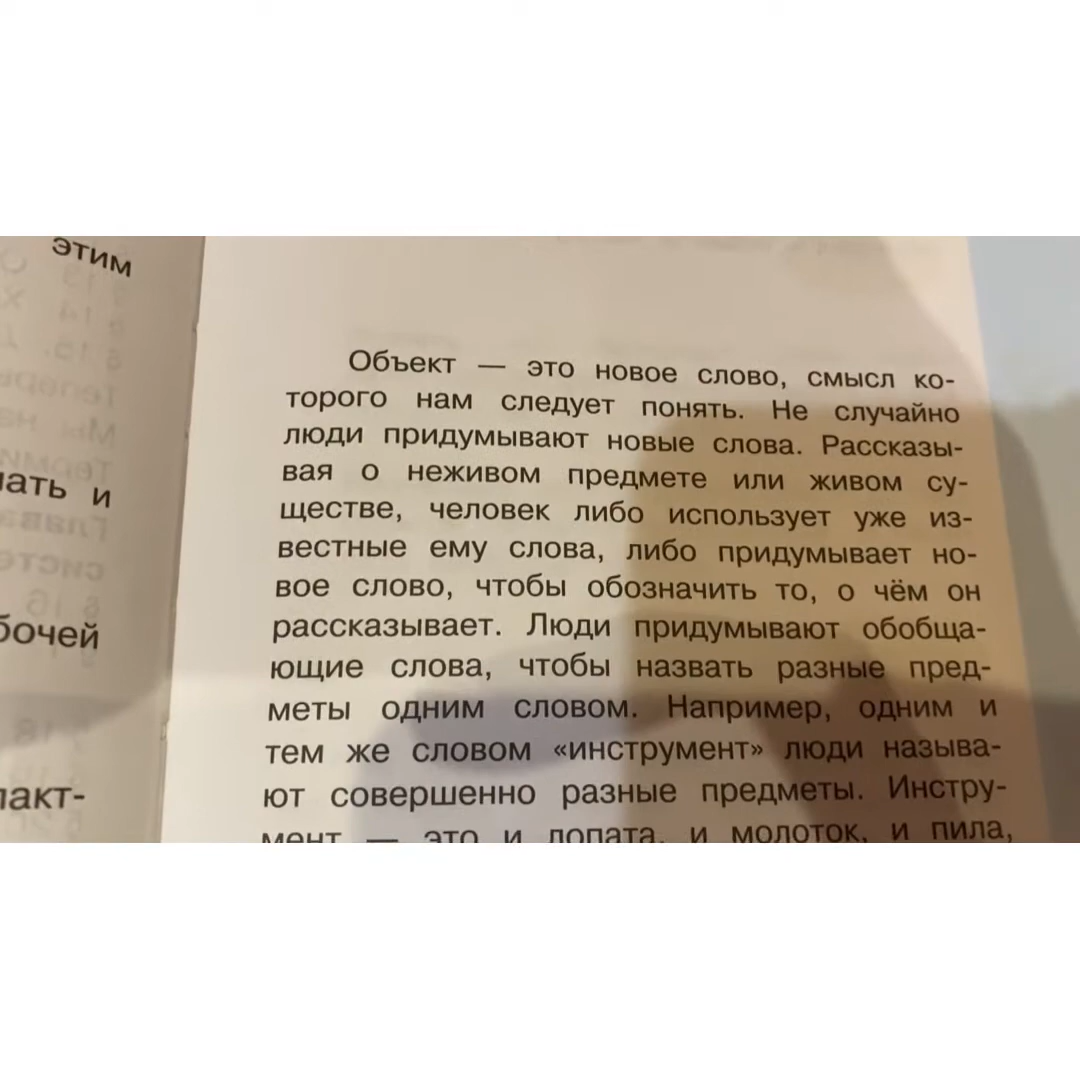 этим
и
Объект — это новое слово, смысл ко-
торого нам следует понять. Не случайно
люди придумывают новые слова. Рассказы-
вая о неживом предмете или живом су-
ществе, человек либо использует уже из-
вестные ему слова, либо придумывает но-
вое слово, чтобы обозначить то, о чём он
рассказывает. Люди придумывают обобща-
ющие слова, чтобы назвать разные пред-
меты одним словом. Например, одним и
тем же словом «инструмент» люди называ-
ют совершенно разные предметы. Инстру-
мент — это и лопата, и молоток, и пила,